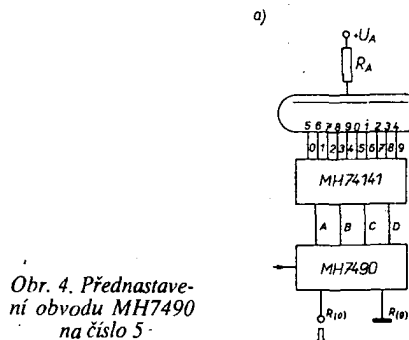 a)
+U_A
R_A
5 6 7 8 9 0 1 2 3 4
0 1 2 3 4 5 6 7 8 9
MH74141
A B C D
MH7490
R(0) R(9)
Obr. 4. Přednastave-
ní obvodu MH7490
na číslo 5